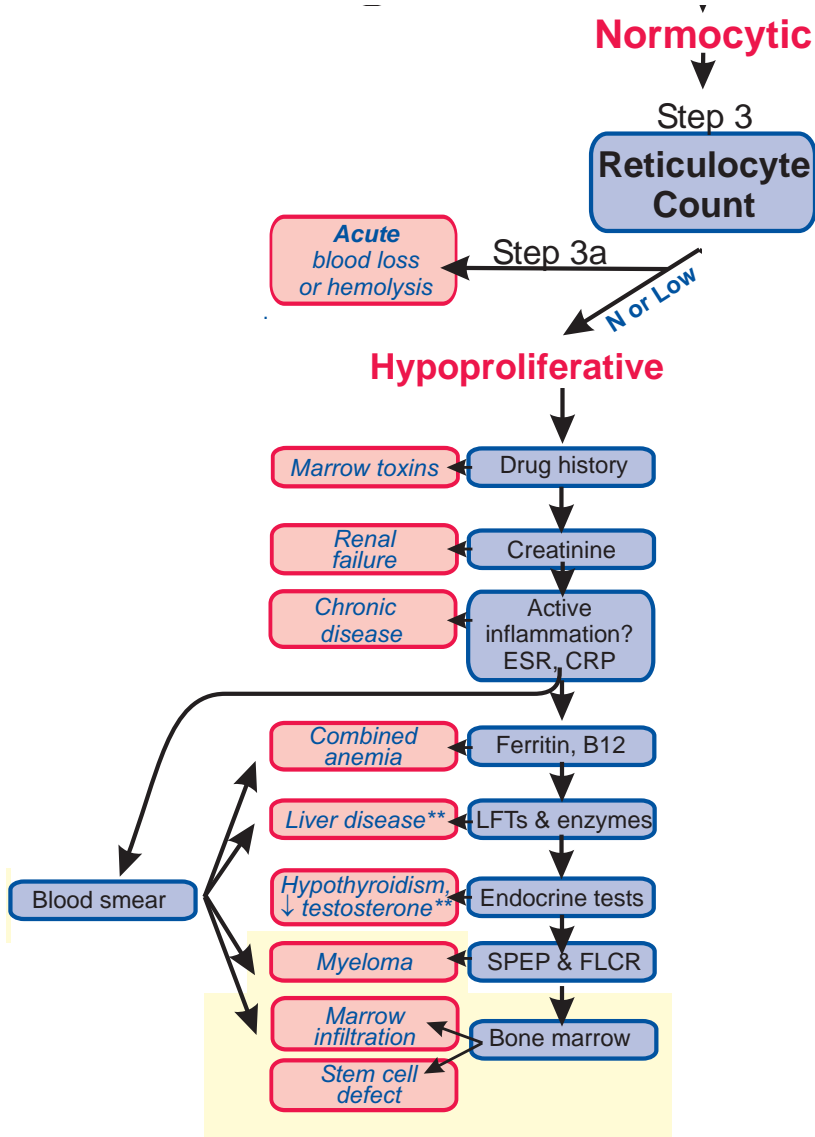 Normocytic
Step 3
Reticulocyte
Count
Acute
blood loss
or hemolysis
Step 3a
N or Low
Hypoproliferative
Marrow toxins
Drug history
Renal
failure
Creatinine
Chronic
disease
Active
inflammation?
ESR, CRP
Combined
anemia
Ferritin, B12
Liver disease**
LFTs & enzymes
Blood smear
Hypothyroidism,
↓ testosterone**
Endocrine tests
Myeloma
SPEP & FLCR
Marrow
infiltration
Bone marrow
Stem cell
defect